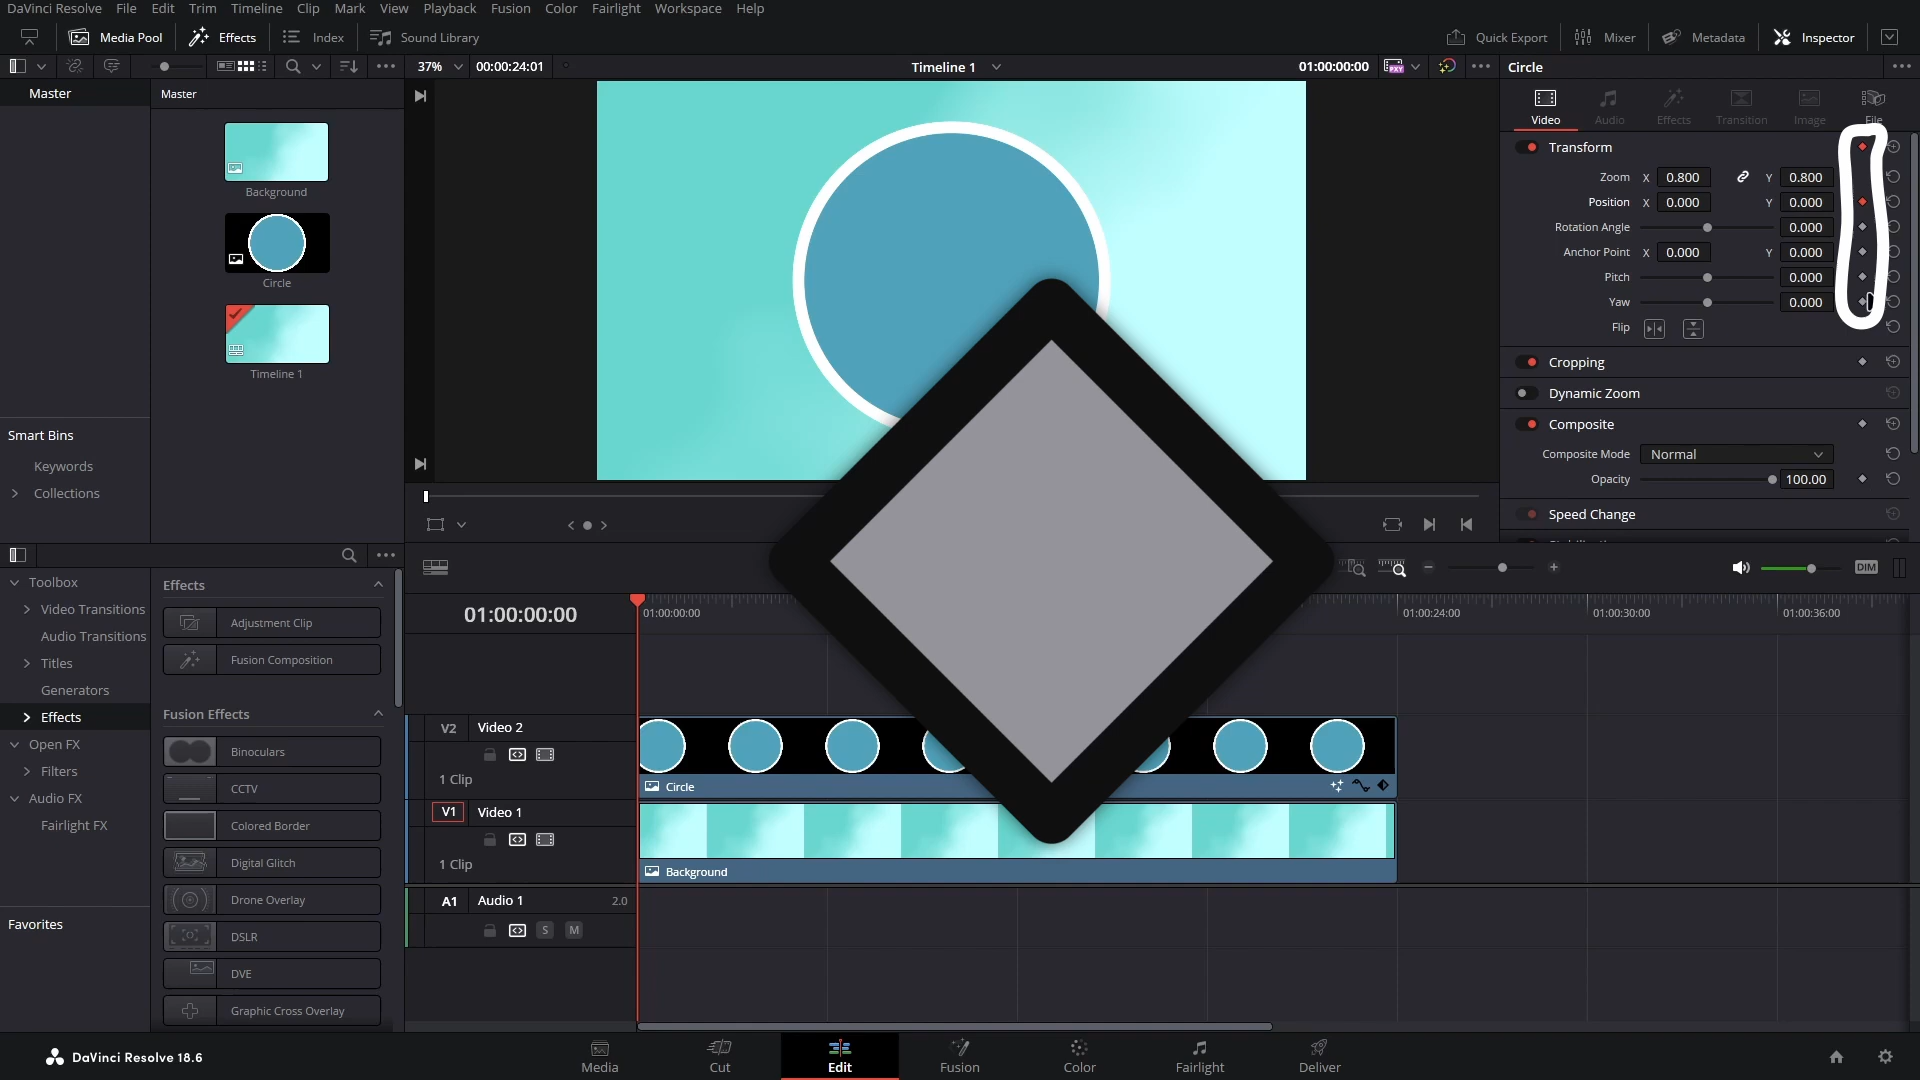 DaVinci Resolve File Edit Trim Timeline Clip Mark View Playback Fusion Color Fairlight Workspace Help
Media Pool Effects Index Sound Library Quick Export Mixer Metadata Inspector
37% 00:00:24:01 Timeline 1 01:00:00:00 PXY Circle
Master Master
Background
Circle
Timeline 1
Smart Bins
Keywords
Collections
Video Audio Effects Transition Image File
Transform
Zoom X 0.800 Y 0.800
Position X 0.000 Y 0.000
Rotation Angle 0.000
Anchor Point X 0.000 Y 0.000
Pitch 0.000
Yaw 0.000
Flip
Cropping
Dynamic Zoom
Composite
Composite Mode Normal
Opacity 100.00
Speed Change
DIM
Toolbox
Video Transitions
Audio Transitions
Titles
Generators
Effects
Open FX
Filters
Audio FX
Fairlight FX
Favorites
Effects
Adjustment Clip
Fusion Composition
Fusion Effects
Binoculars
CCTV
Colored Border
Digital Glitch
Drone Overlay
DSLR
DVE
Graphic Cross Overlay
01:00:00:00 01:00:00:00 01:00:24:00 01:00:30:00 01:00:36:00
V2 Video 2
1 Clip
Circle
V1 Video 1
1 Clip
Background
A1 Audio 1 2.0
S M
DaVinci Resolve 18.6
Media Cut Edit Fusion Color Fairlight Deliver